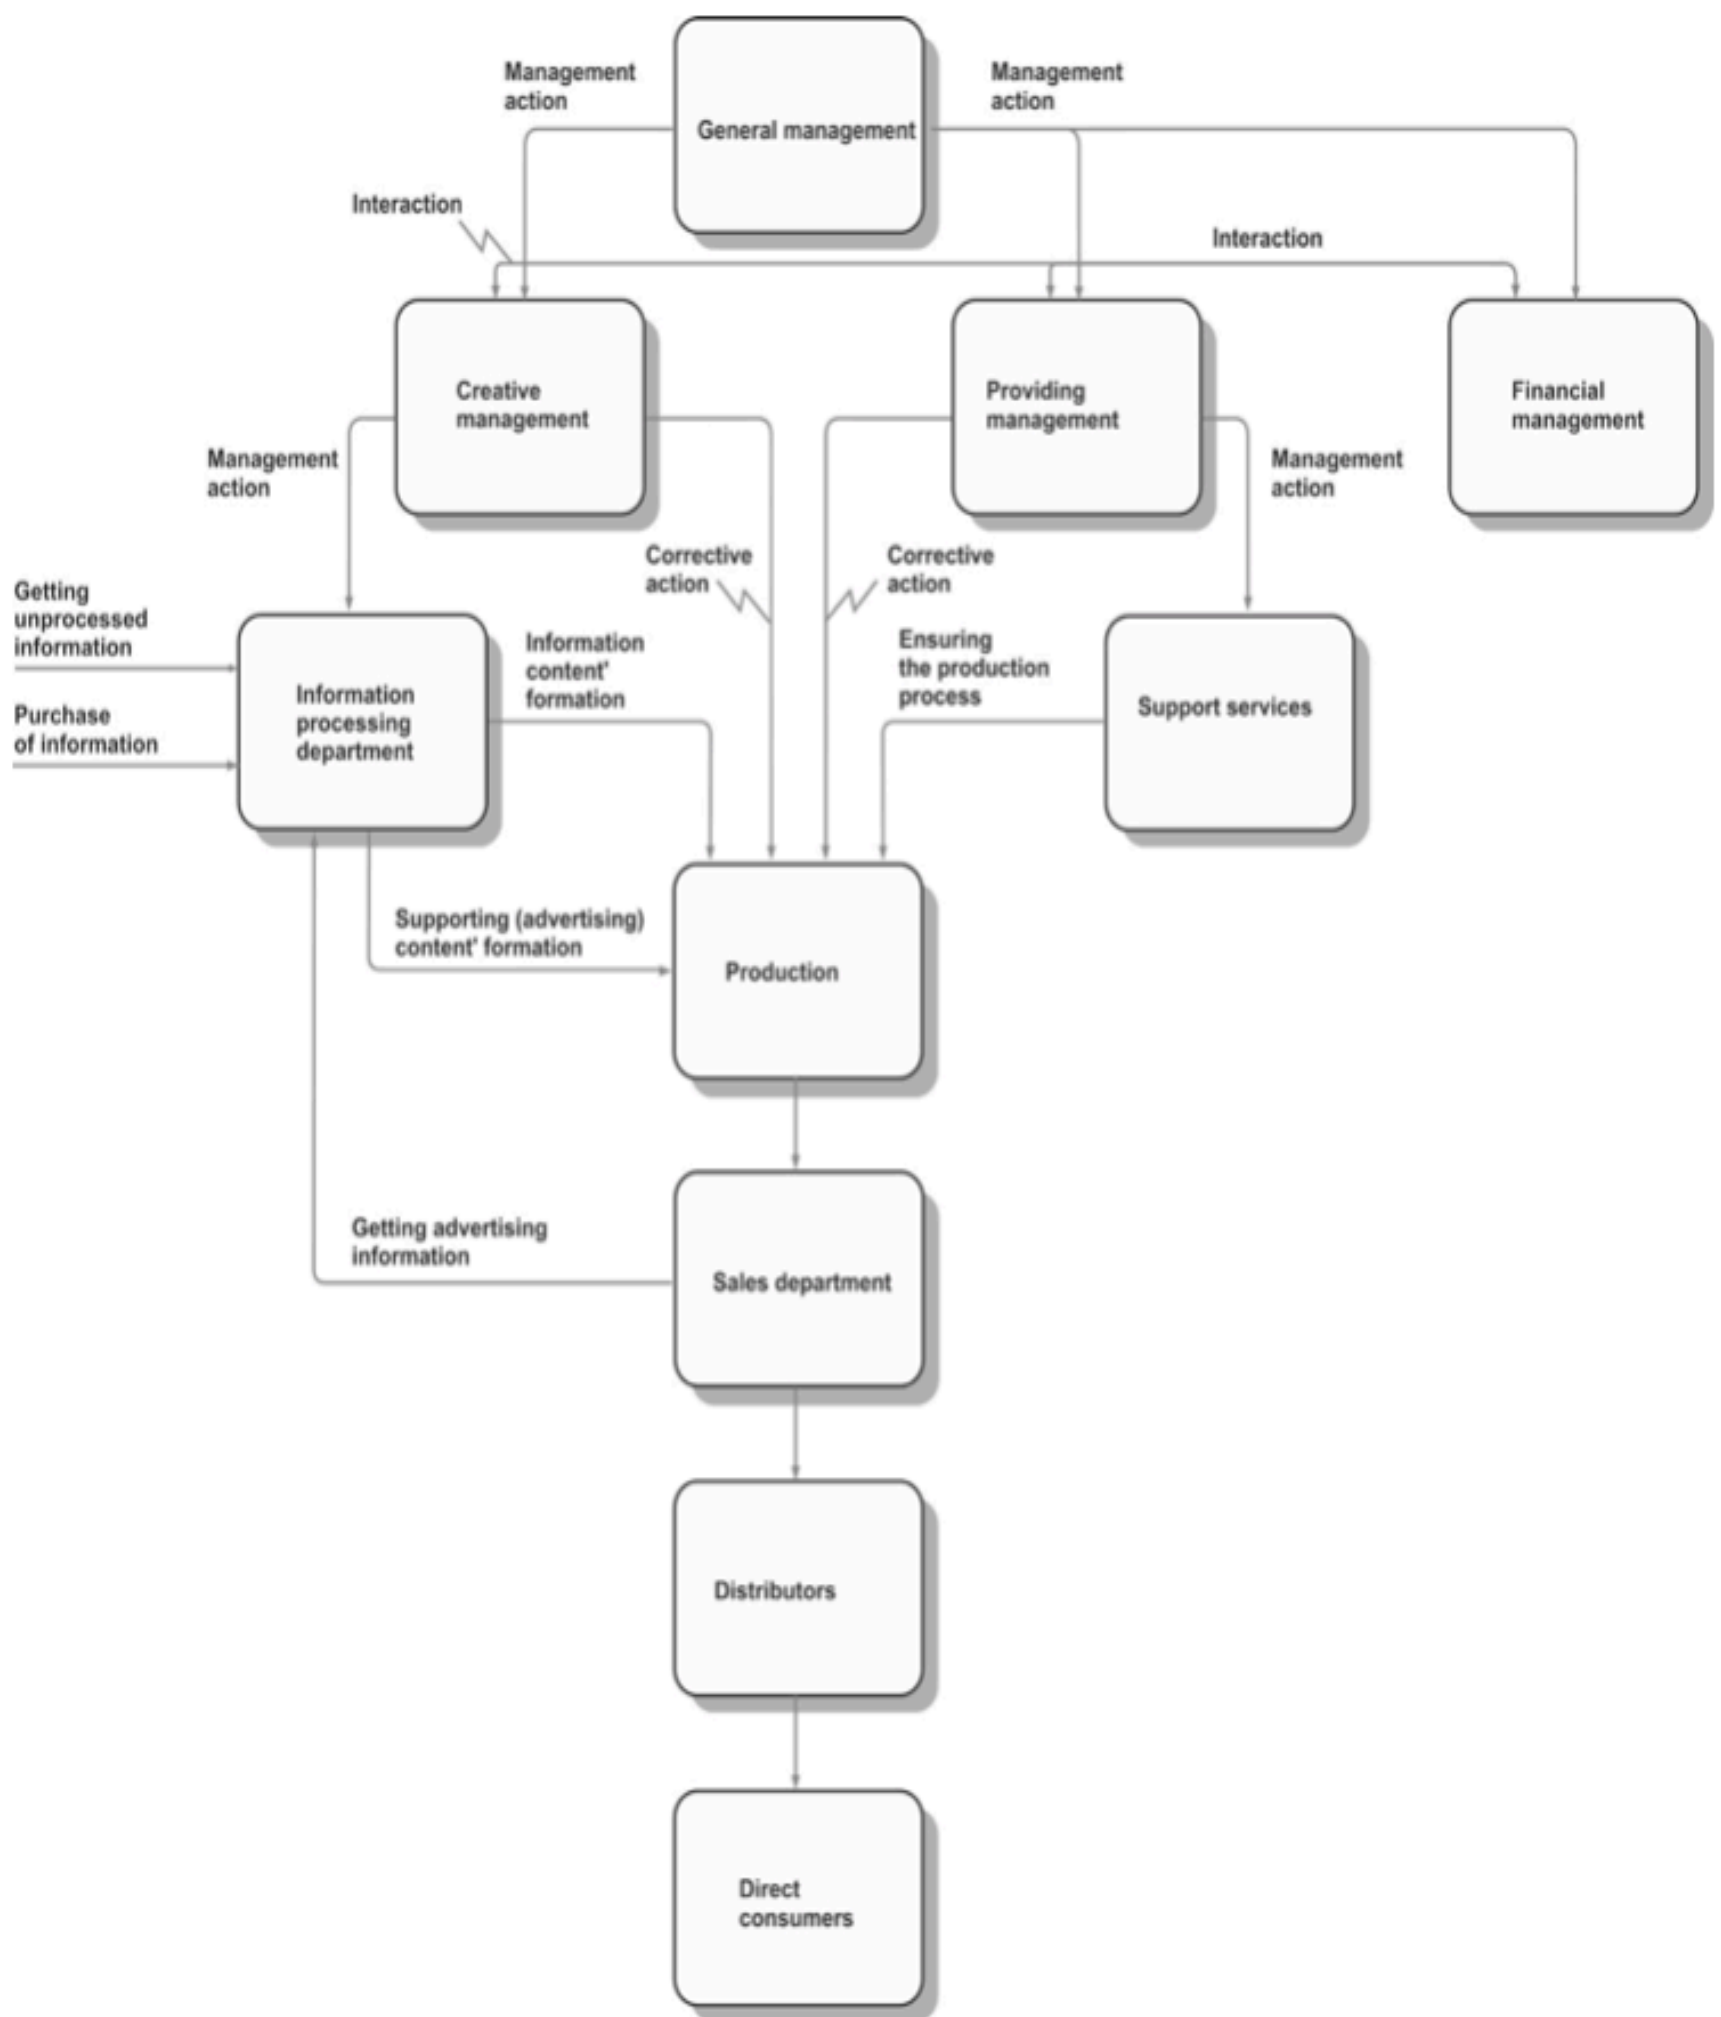 Management
action
Management
action
General management
Interaction
Interaction
Creative
management
Providing
management
Financial
management
Management
action
Management
action
Corrective
action
Corrective
action
Getting
unprocessed
information
Information
content'
formation
Ensuring
the production
process
Information
processing
department
Support services
Purchase
of information
Supporting (advertising)
content' formation
Production
Getting advertising
information
Sales department
Distributors
Direct
consumers